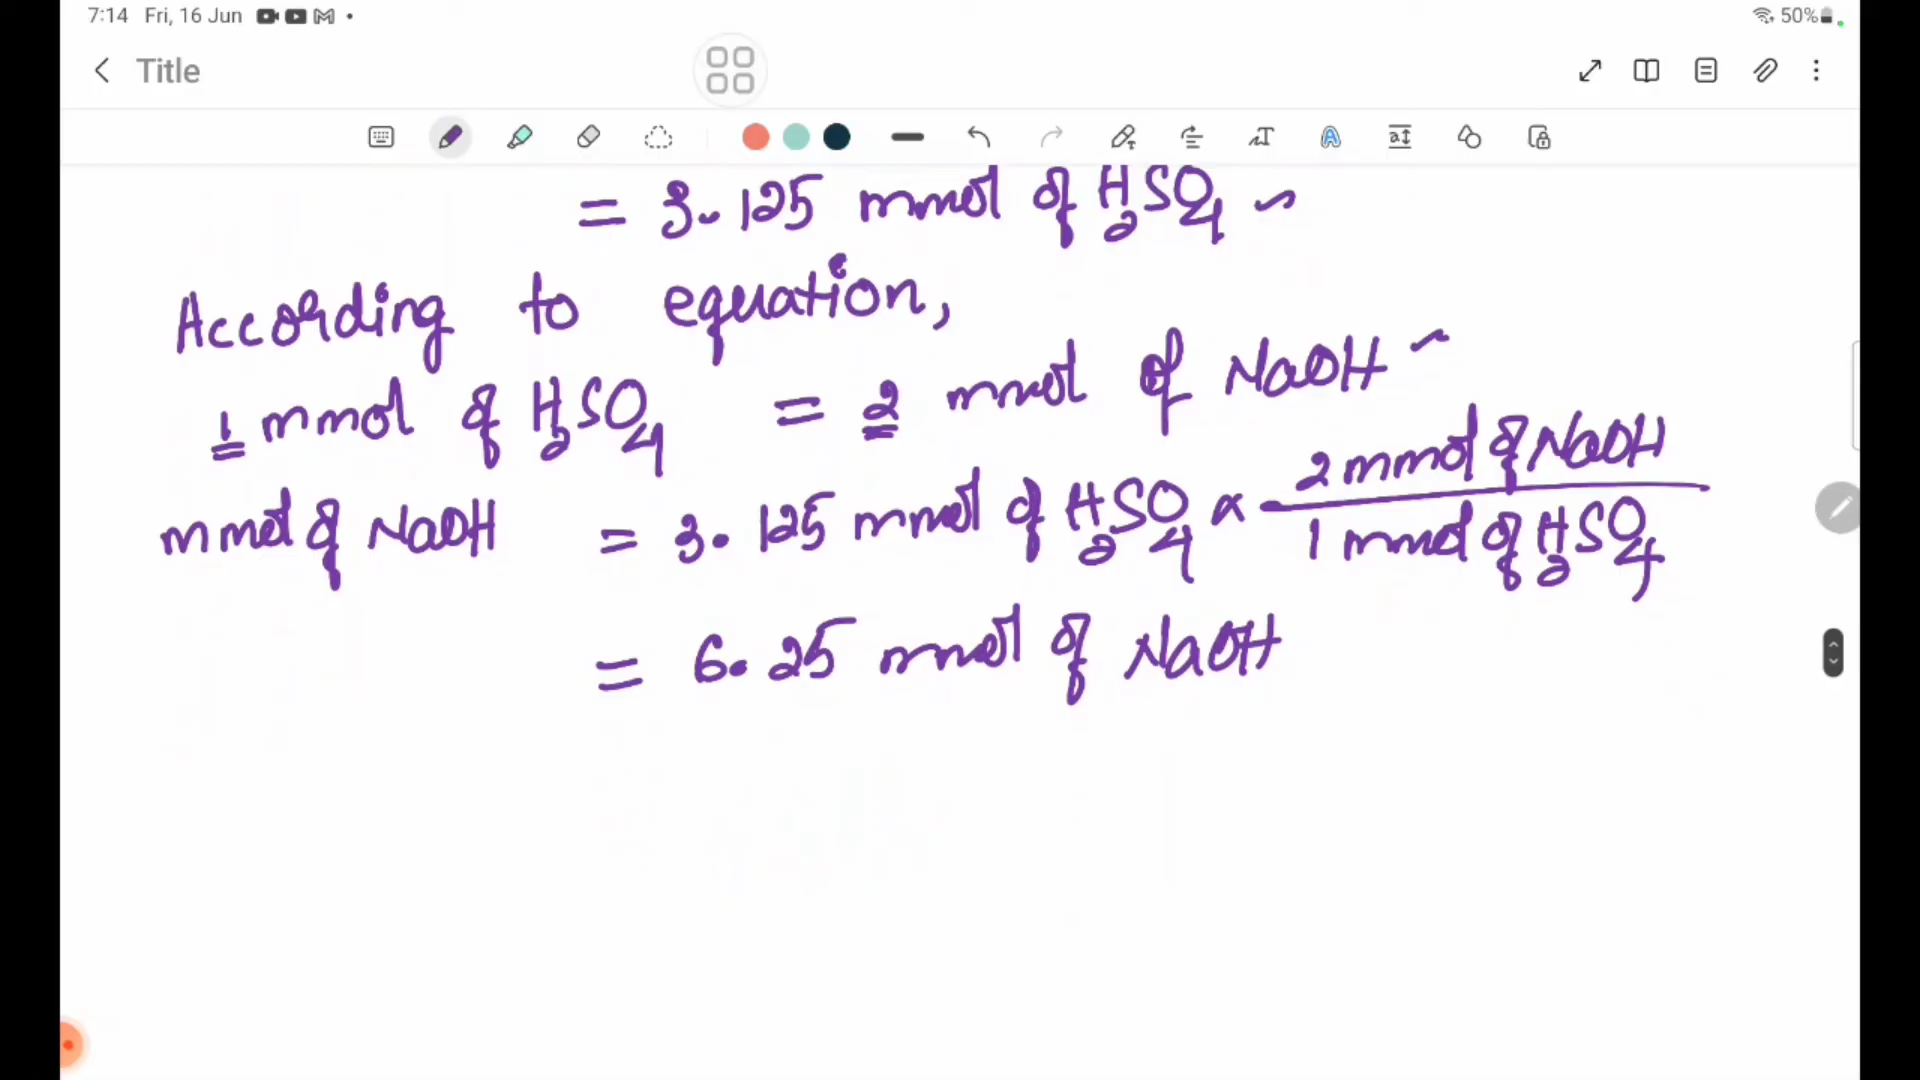 7:14 Fri, 16 Jun 50%
Title
= 3.125 mmol of H₂SO₄
According to equation,
1 mmol of H₂SO₄ = 2 mmol of NaOH
mmol of NaOH = 3.125 mmol of H₂SO₄ × 2 mmol of NaOH / 1 mmol of H₂SO₄
= 6.25 mmol of NaOH